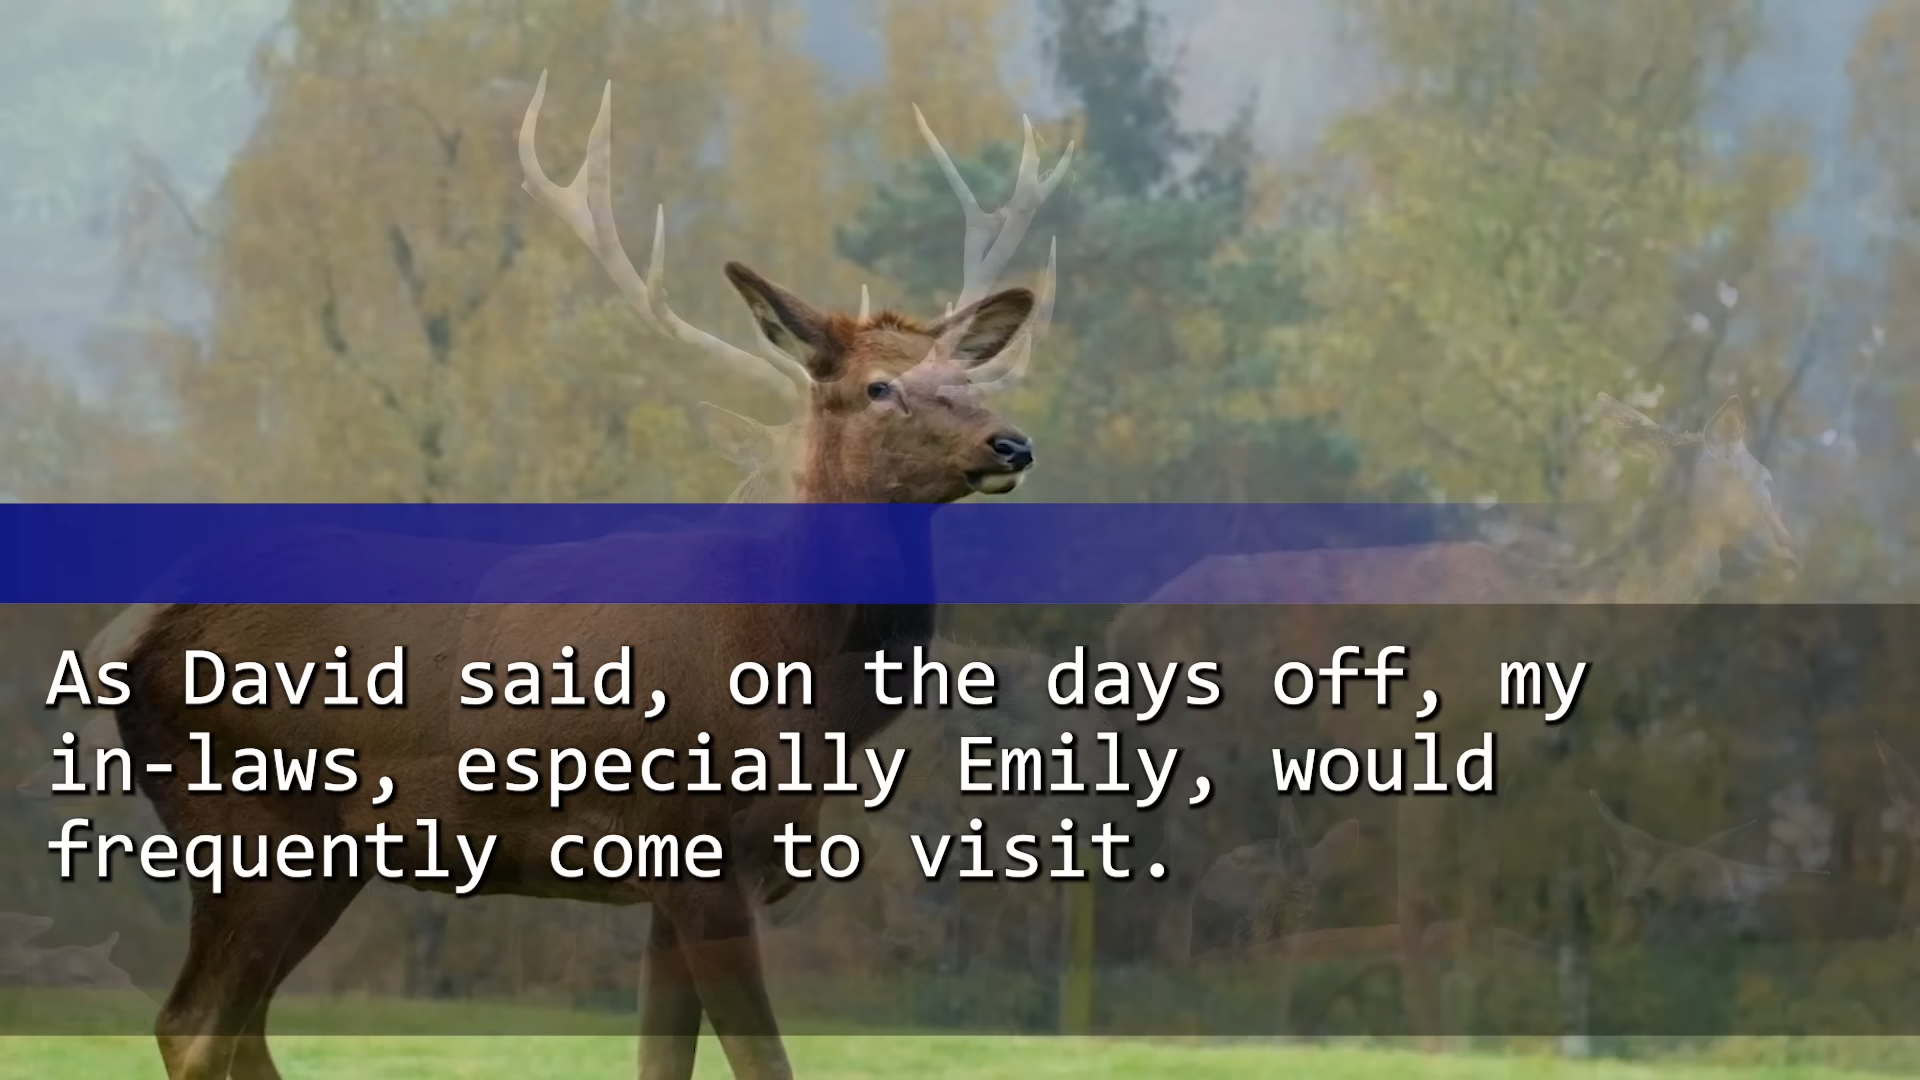 As David said, on the days off, my
in-laws, especially Emily, would
frequently come to visit.